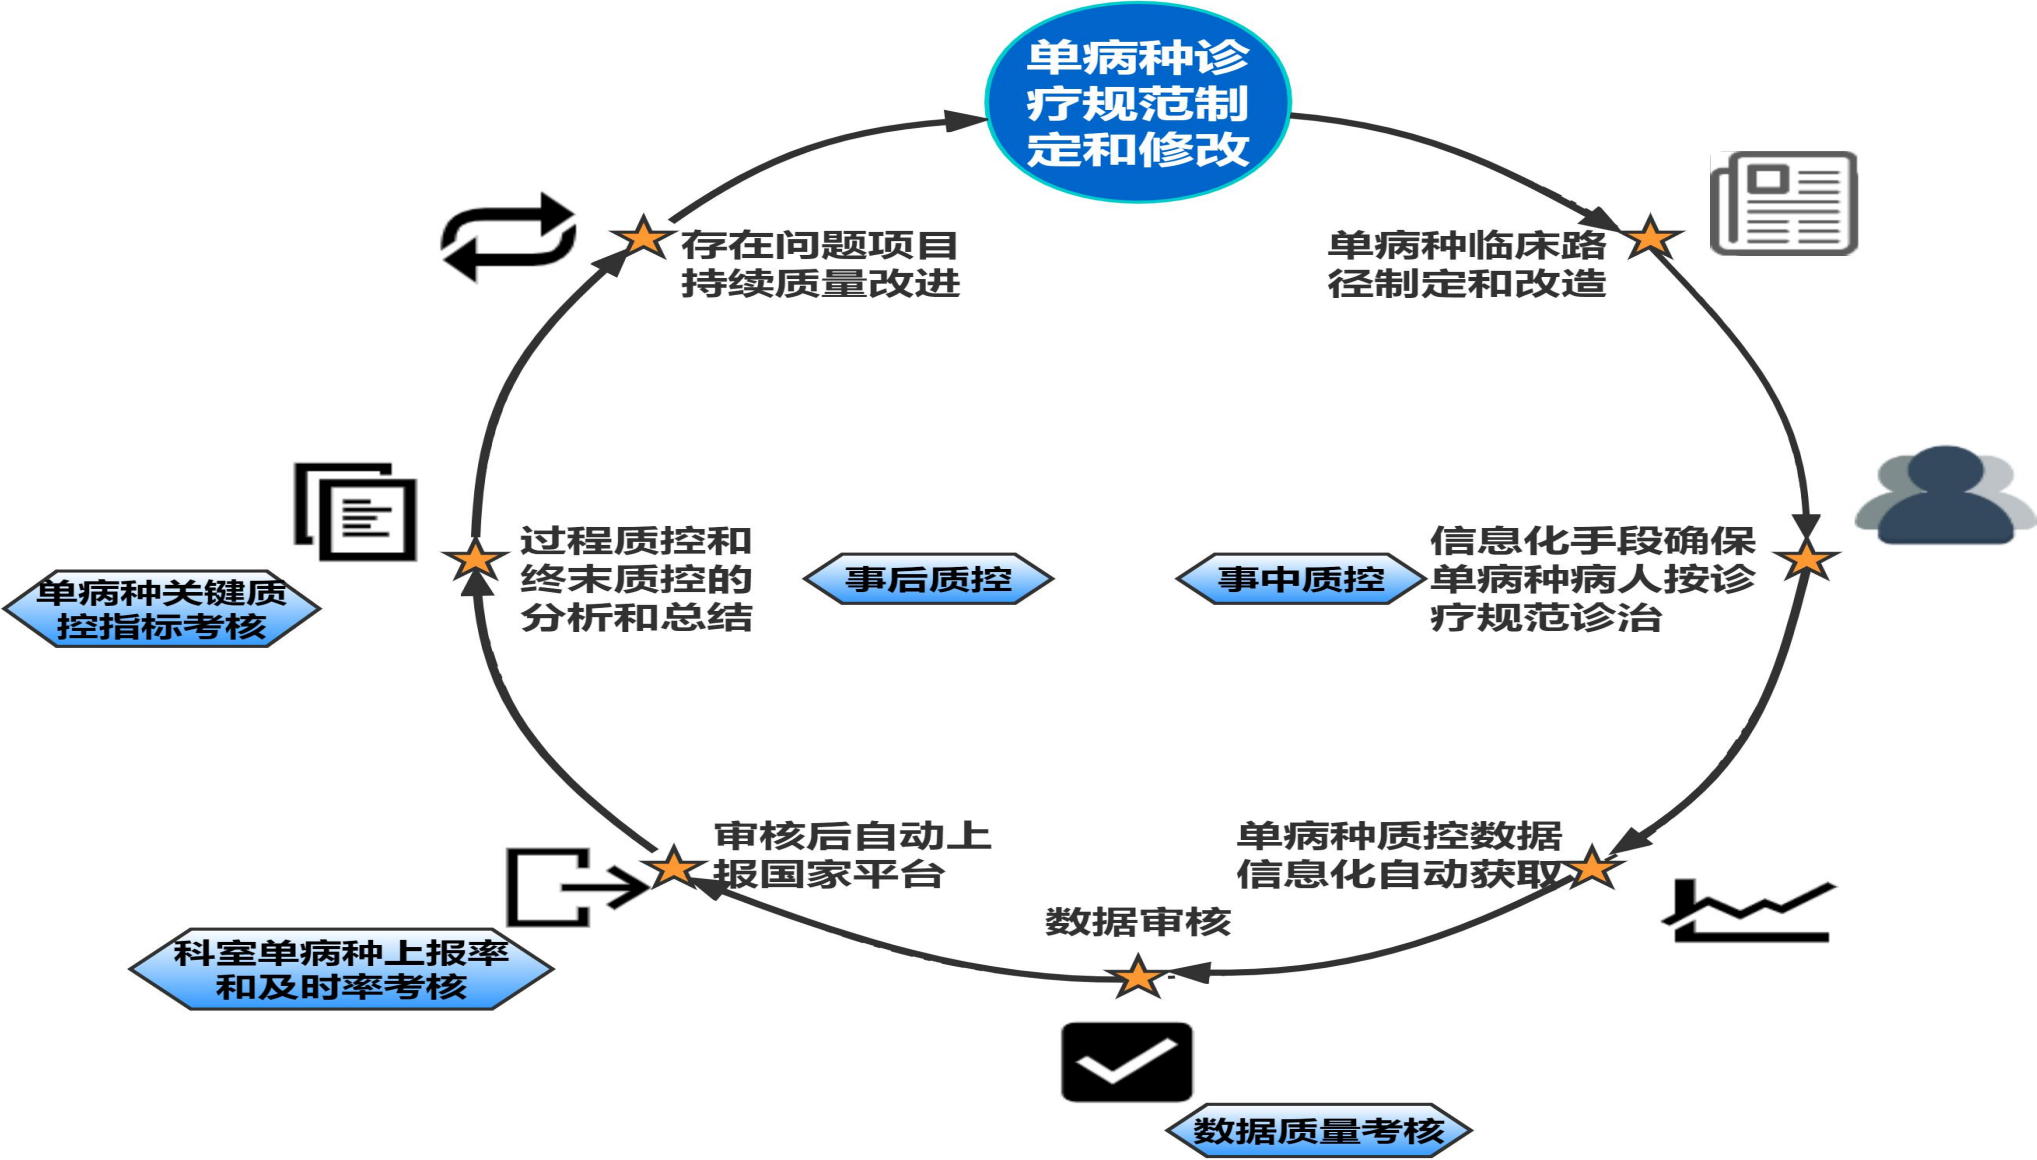 单病种诊
疗规范制
定和修改
存在问题项目
持续质量改进
单病种临床路
径制定和改造
过程质控和
终末质控的
分析和总结
事后质控
事中质控
信息化手段确保
单病种病人按诊
疗规范诊治
单病种关键质
控指标考核
审核后自动上
报国家平台
单病种质控数据
信息化自动获取
数据审核
科室单病种上报率
和及时率考核
数据质量考核